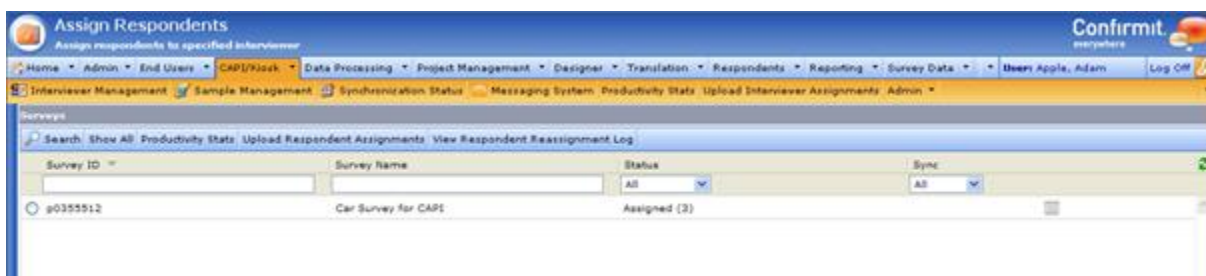 Assign Respondents
Assign respondents to specified interviewer
Confirmit.
everywhere
Home Admin End Users CAPI/Kiosk Data Processing Project Management Designer Translation Respondents Reporting Survey Data User: Apple, Adam Log Off
Interviewer Management Sample Management Synchronization Status Messaging System Productivity Stats Upload Interviewer Assignments Admin
Surveys
Search Show All Productivity Stats Upload Respondent Assignments View Respondent Reassignment Log
Survey ID Survey Name Status Sync
All All
p0355512 Car Survey for CAPI Assigned (3)